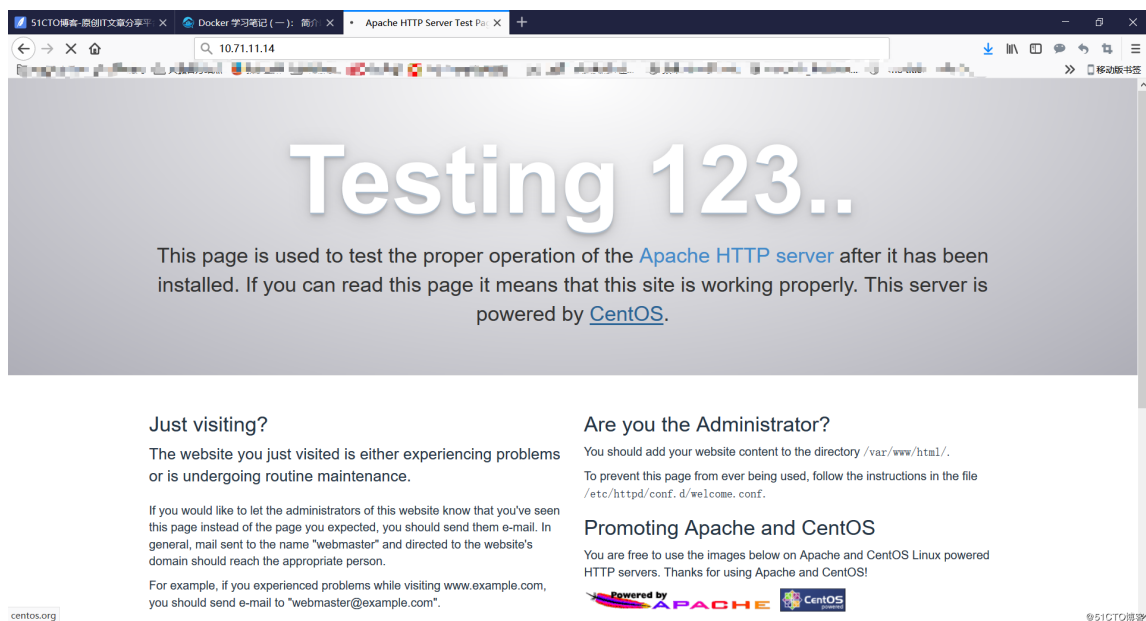 51CTO博客-原创IT文章分享平
Docker 学习笔记 (一): 简介
Apache HTTP Server Test Pac
10.71.11.14
移动版书签
Testing 123..
This page is used to test the proper operation of the Apache HTTP server after it has been
installed. If you can read this page it means that this site is working properly. This server is
powered by CentOS.
Just visiting?
The website you just visited is either experiencing problems
or is undergoing routine maintenance.
If you would like to let the administrators of this website know that you've seen
this page instead of the page you expected, you should send them e-mail. In
general, mail sent to the name "webmaster" and directed to the website's
domain should reach the appropriate person.
For example, if you experienced problems while visiting www.example.com,
you should send e-mail to "webmaster@example.com".
Are you the Administrator?
You should add your website content to the directory /var/www/html/.
To prevent this page from ever being used, follow the instructions in the file
/etc/httpd/conf.d/welcome.conf.
Promoting Apache and CentOS
You are free to use the images below on Apache and CentOS Linux powered
HTTP servers. Thanks for using Apache and CentOS!
Powered by
APACHE
CentOS
powered
centos.org
@51CTO博客